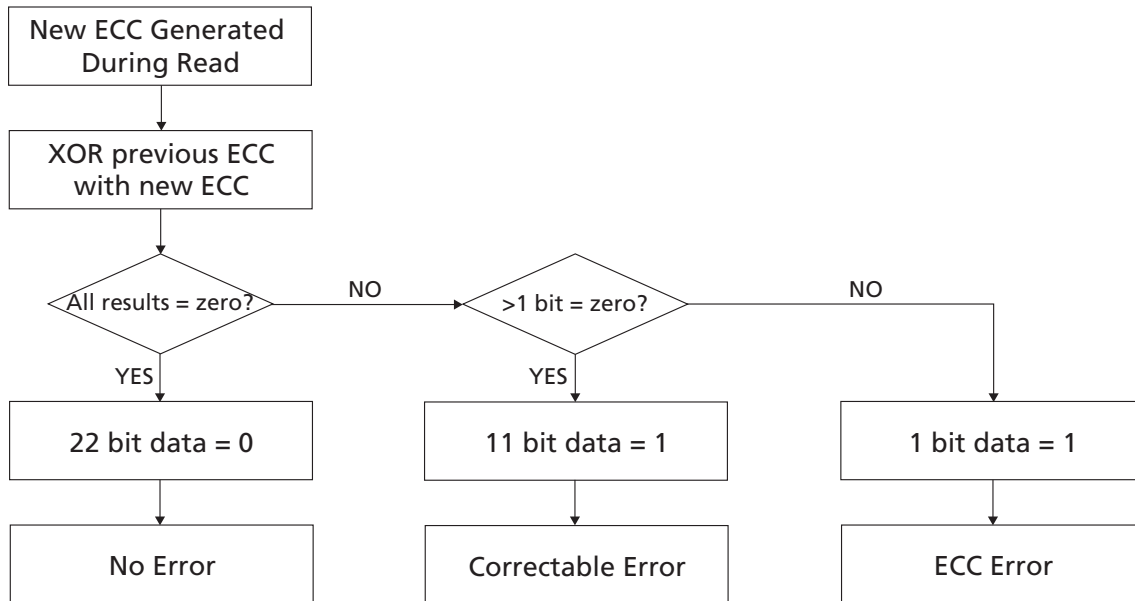 New ECC Generated
During Read
XOR previous ECC
with new ECC
All results = zero?
NO
>1 bit = zero?
NO
YES
YES
22 bit data = 0
11 bit data = 1
1 bit data = 1
No Error
Correctable Error
ECC Error